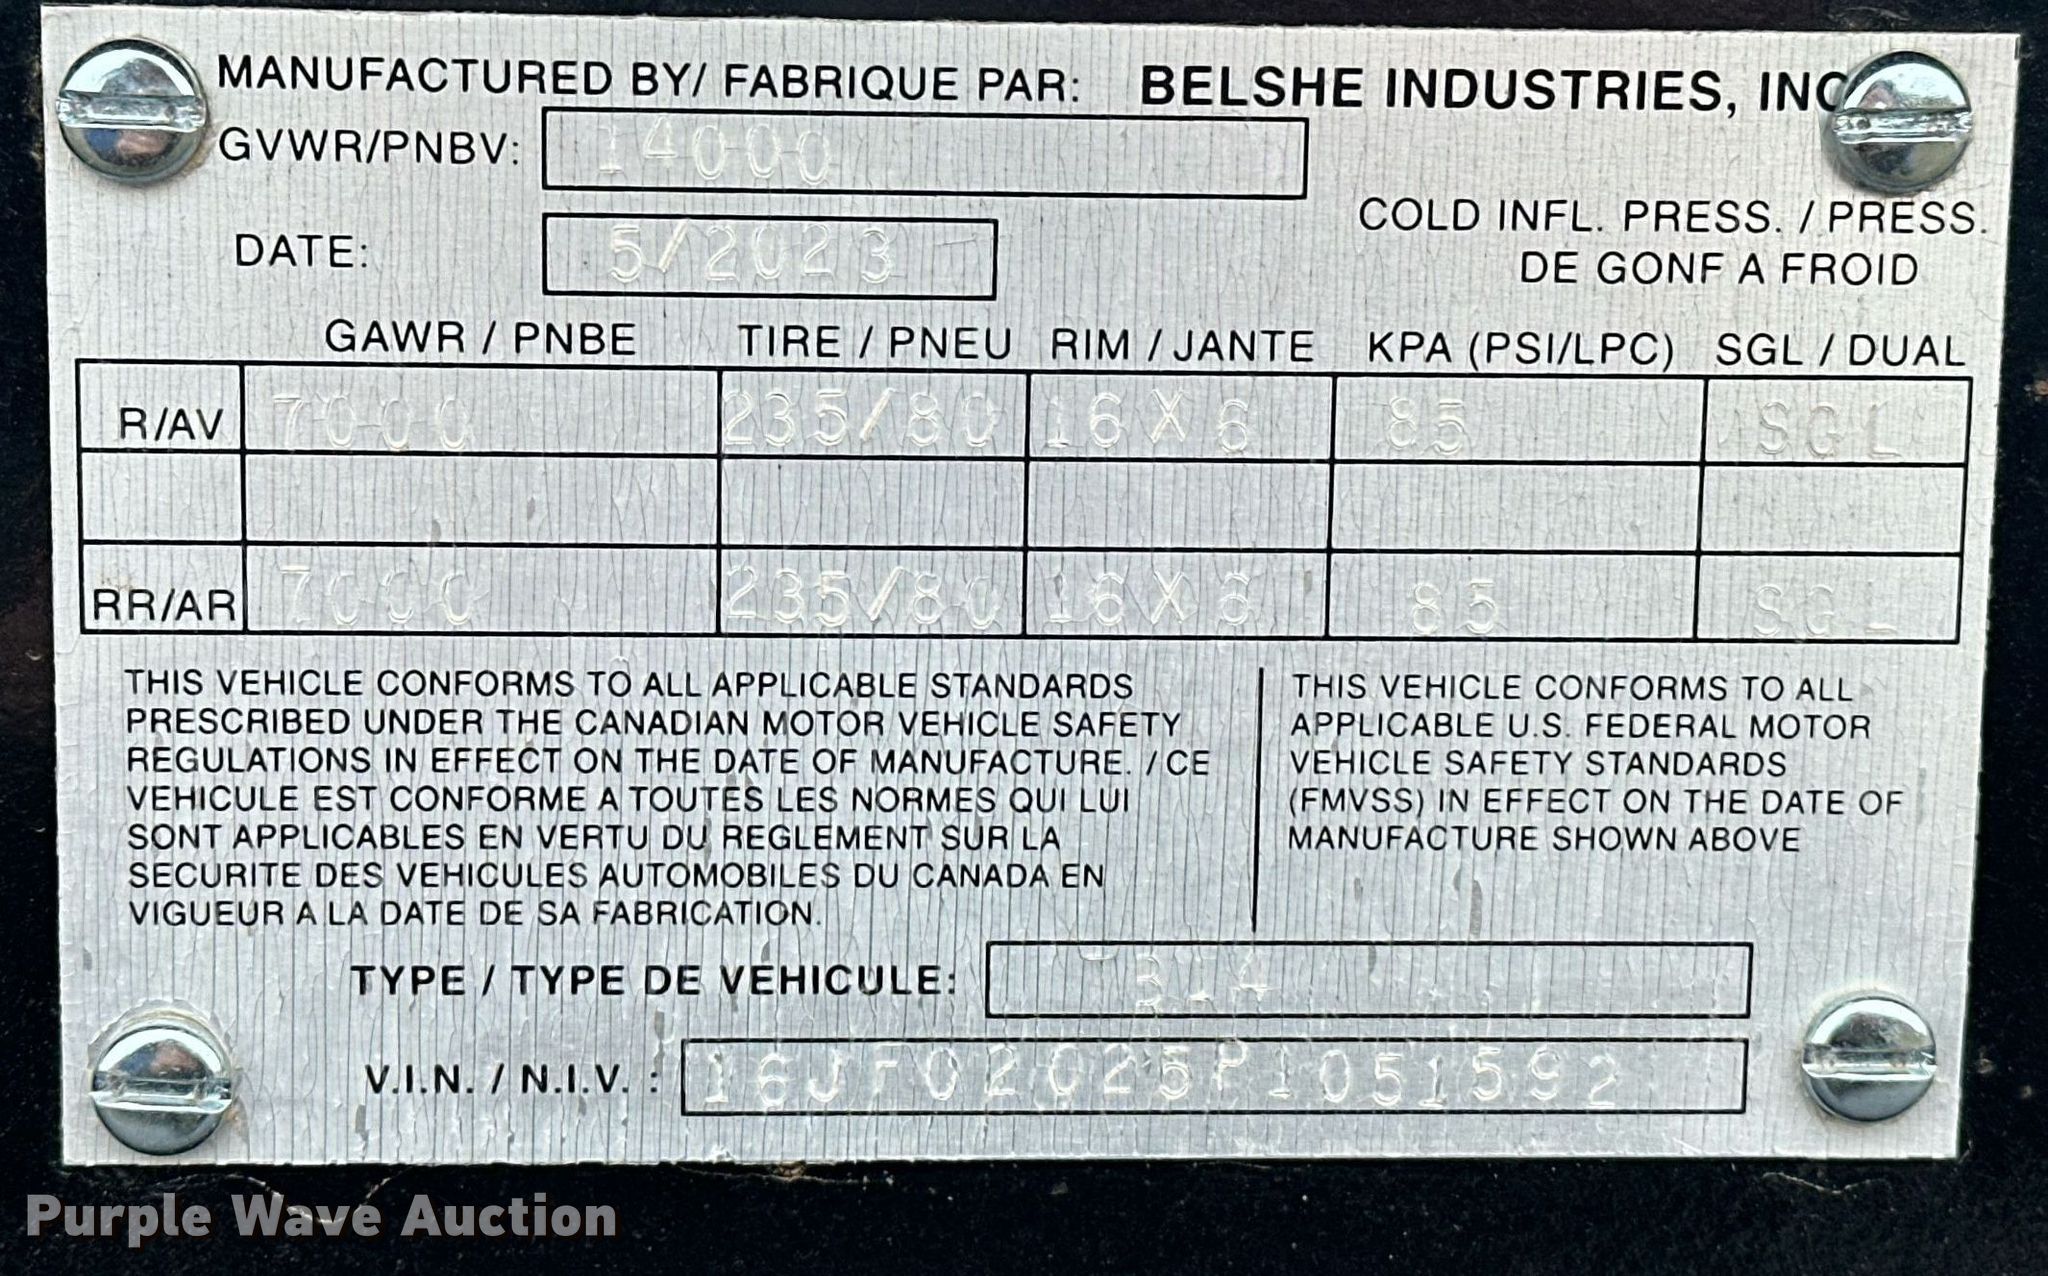 MANUFACTURED BY/ FABRIQUE PAR: BELSHE INDUSTRIES, INC
GVWR/PNBV: 14000
COLD INFL. PRESS. / PRESS.
DATE: 5/2023
DE GONF A FROID
GAWR / PNBE TIRE / PNEU RIM / JANTE KPA (PSI/LPC) SGL / DUAL
R/AV 7000 235/80 16X6 85 SGL
RR/AR 7000 235/80 16X6 85 SGL
THIS VEHICLE CONFORMS TO ALL APPLICABLE STANDARDS
PRESCRIBED UNDER THE CANADIAN MOTOR VEHICLE SAFETY
REGULATIONS IN EFFECT ON THE DATE OF MANUFACTURE. / CE
VEHICULE EST CONFORME A TOUTES LES NORMES QUI LUI
SONT APPLICABLES EN VERTU DU REGLEMENT SUR LA
SECURITE DES VEHICULES AUTOMOBILES DU CANADA EN
VIGUEUR A LA DATE DE SA FABRICATION.
THIS VEHICLE CONFORMS TO ALL
APPLICABLE U.S. FEDERAL MOTOR
VEHICLE SAFETY STANDARDS
(FMVSS) IN EFFECT ON THE DATE OF
MANUFACTURE SHOWN ABOVE
TYPE / TYPE DE VEHICULE:
V.I.N. / N.I.V. : 16JF02025P1051592
Purple Wave Auction